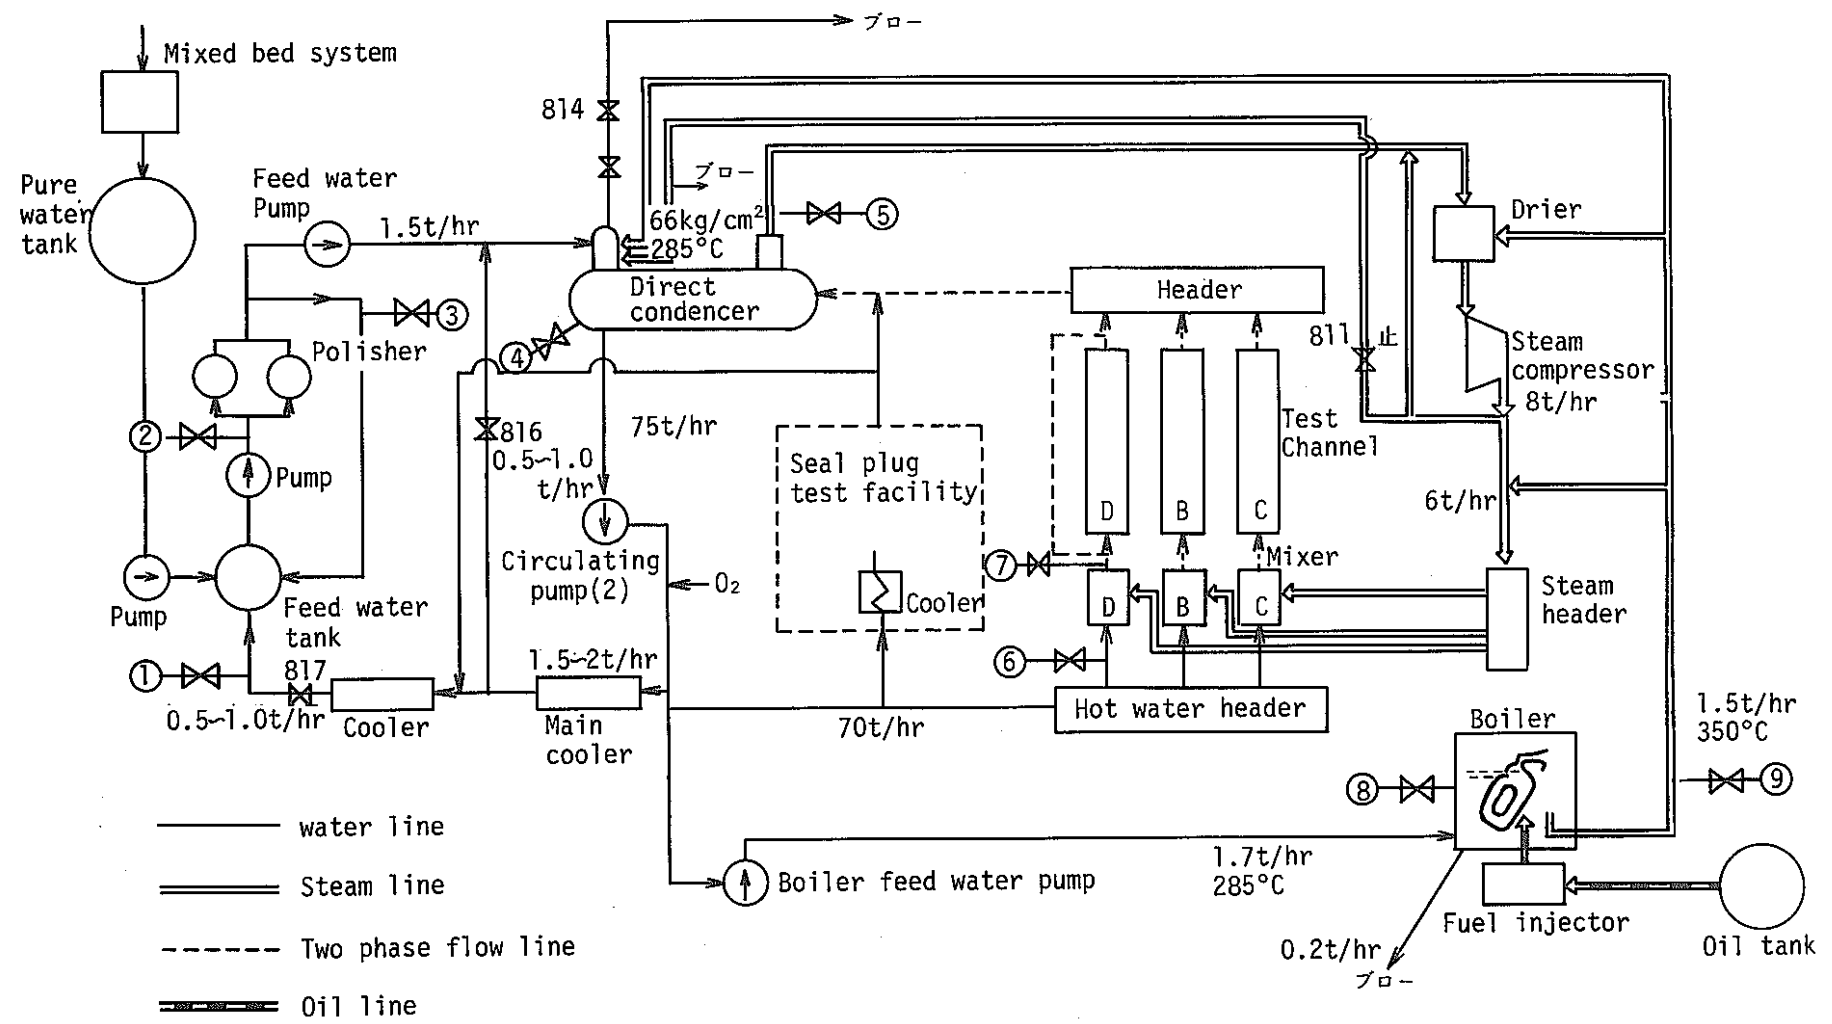 ブロー
Mixed bed system
814
Pure
water
tank
Feed water
Pump
1.5t/hr
ブロー
66kg/cm²
285°C
⑤
Drier
Direct
condencer
Header
③
Polisher
④
811 止
Steam
compressor
8t/hr
②
816
0.5~1.0
t/hr
75t/hr
Test
Channel
Pump
Seal plug
test facility
D
B
C
6t/hr
Circulating
pump(2)
O₂
⑦
Mixer
Pump
Feed water
tank
Cooler
D
B
C
Steam
header
①
817
0.5~1.0t/hr
Cooler
1.5~2t/hr
Main
cooler
⑥
70t/hr
Hot water header
Boiler
1.5t/hr
350°C
⑧
⑨
water line
Steam line
Two phase flow line
Oil line
Boiler feed water pump
1.7t/hr
285°C
Fuel injector
Oil tank
0.2t/hr
ブロー